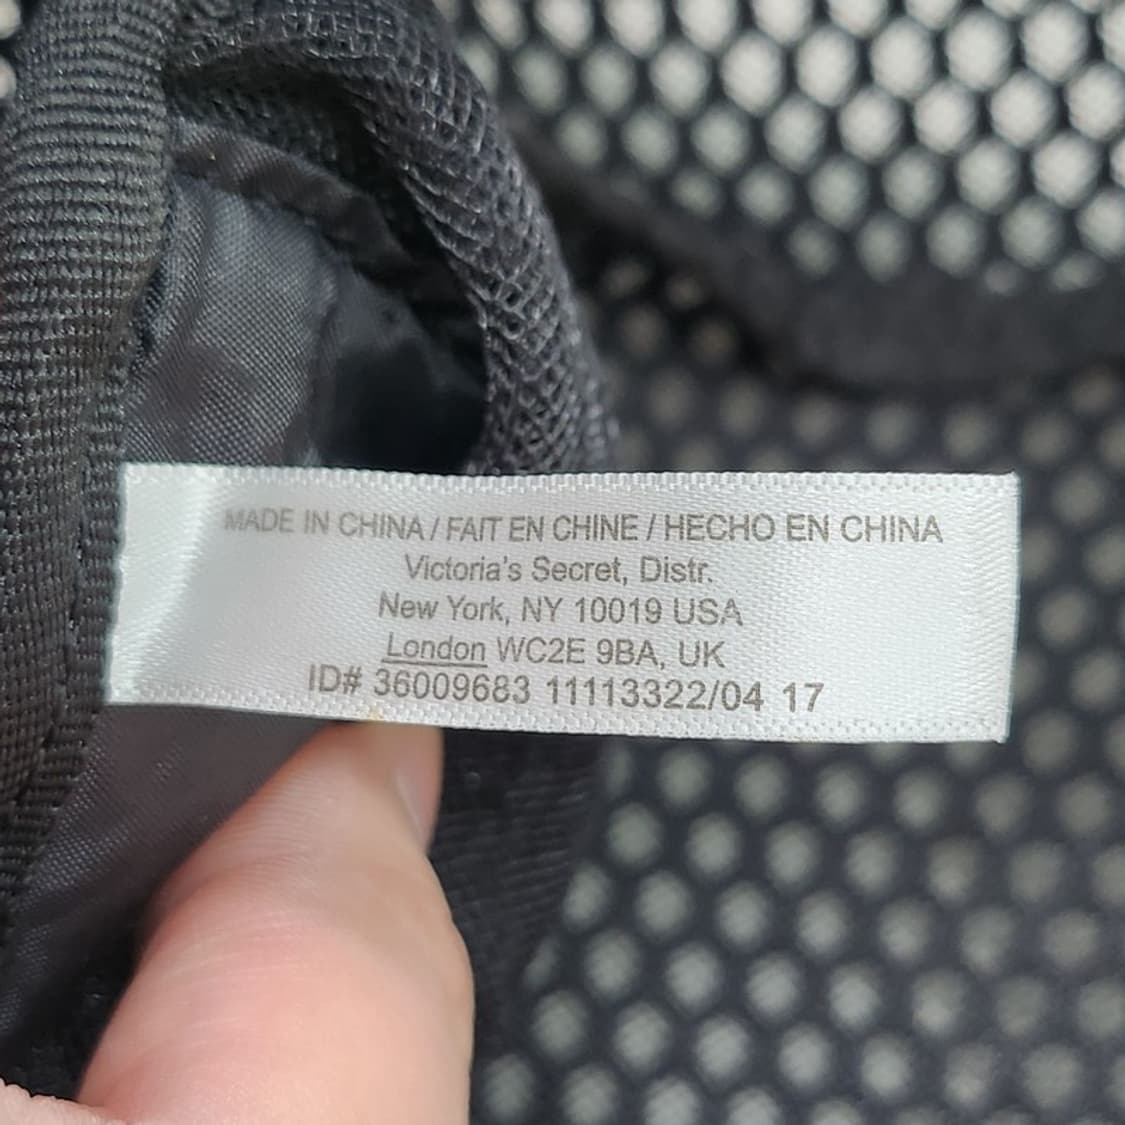 MADE IN CHINA / FAIT EN CHINE / HECHO EN CHINA
Victoria's Secret, Distr.
New York, NY 10019 USA
London WC2E 9BA, UK
ID# 36009683 11113322/04 17